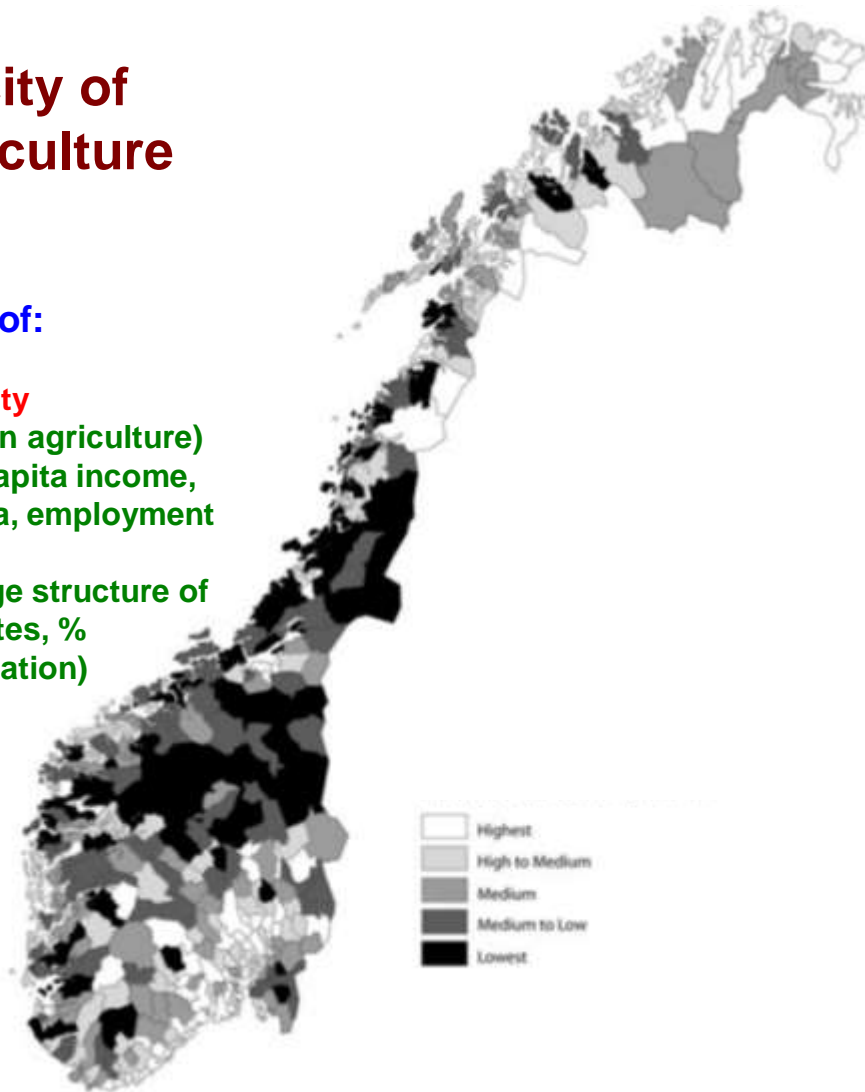 ity of
culture
of:
ty
n agriculture)
apita income,
a, employment
ge structure of
tes, %
ation)
Highest
High to Medium
Medium
Medium to Low
Lowest